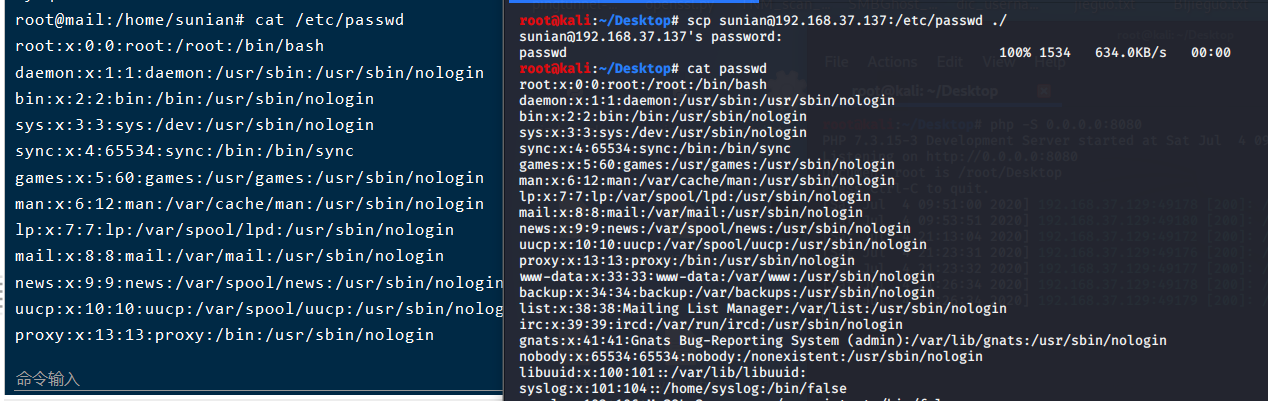 root@mail:/home/sunian# cat /etc/passwd
root:x:0:0:root:/root:/bin/bash
daemon:x:1:1:daemon:/usr/sbin:/usr/sbin/nologin
bin:x:2:2:bin:/bin:/usr/sbin/nologin
sys:x:3:3:sys:/dev:/usr/sbin/nologin
sync:x:4:65534:sync:/bin:/bin/sync
games:x:5:60:games:/usr/games:/usr/sbin/nologin
man:x:6:12:man:/var/cache/man:/usr/sbin/nologin
lp:x:7:7:lp:/var/spool/lpd:/usr/sbin/nologin
mail:x:8:8:mail:/var/mail:/usr/sbin/nologin
news:x:9:9:news:/var/spool/news:/usr/sbin/nologin
uucp:x:10:10:uucp:/var/spool/uucp:/usr/sbin/nolog
proxy:x:13:13:proxy:/bin:/usr/sbin/nologin
命令输入
root@kali:~/Desktop# scp sunian@192.168.37.137:/etc/passwd ./
sunian@192.168.37.137's password:
passwd 100% 1534 634.0KB/s 00:00
root@kali:~/Desktop# cat passwd
root:x:0:0:root:/root:/bin/bash
daemon:x:1:1:daemon:/usr/sbin:/usr/sbin/nologin
bin:x:2:2:bin:/bin:/usr/sbin/nologin
sys:x:3:3:sys:/dev:/usr/sbin/nologin
sync:x:4:65534:sync:/bin:/bin/sync
games:x:5:60:games:/usr/games:/usr/sbin/nologin
man:x:6:12:man:/var/cache/man:/usr/sbin/nologin
lp:x:7:7:lp:/var/spool/lpd:/usr/sbin/nologin
mail:x:8:8:mail:/var/mail:/usr/sbin/nologin
news:x:9:9:news:/var/spool/news:/usr/sbin/nologin
uucp:x:10:10:uucp:/var/spool/uucp:/usr/sbin/nologin
proxy:x:13:13:proxy:/bin:/usr/sbin/nologin
www-data:x:33:33:www-data:/var/www:/usr/sbin/nologin
backup:x:34:34:backup:/var/backups:/usr/sbin/nologin
list:x:38:38:Mailing List Manager:/var/list:/usr/sbin/nologin
irc:x:39:39:ircd:/var/run/ircd:/usr/sbin/nologin
gnats:x:41:41:Gnats Bug-Reporting System (admin):/var/lib/gnats:/usr/sbin/nologin
nobody:x:65534:65534:nobody:/nonexistent:/usr/sbin/nologin
libuuid:x:100:101::/var/lib/libuuid:
syslog:x:101:104::/home/syslog:/bin/false
File Actions Edit View Help
root@kali: ~/Desktop